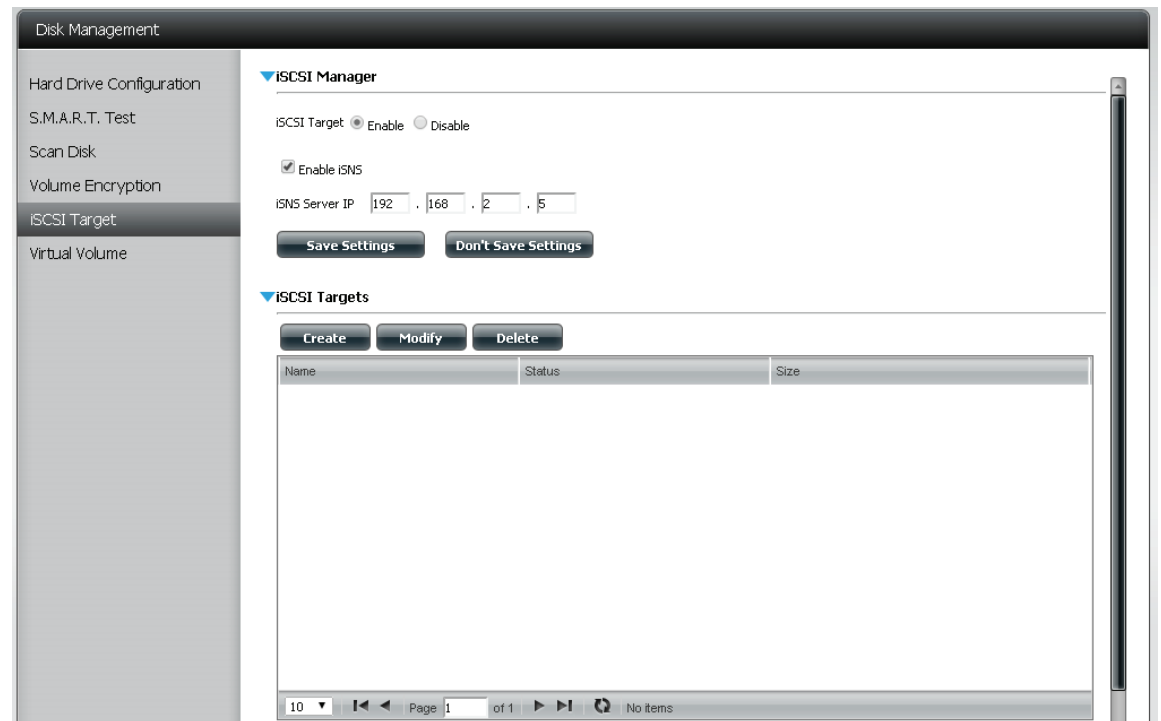 Disk Management
Hard Drive Configuration
S.M.A.R.T. Test
Scan Disk
Volume Encryption
iSCSI Target
Virtual Volume
iSCSI Manager
iSCSI Target Enable Disable
Enable iSNS
iSNS Server IP 192 . 168 . 2 . 5
Save Settings Don't Save Settings
iSCSI Targets
Create Modify Delete
Name Status Size
10 Page 1 of 1 No items